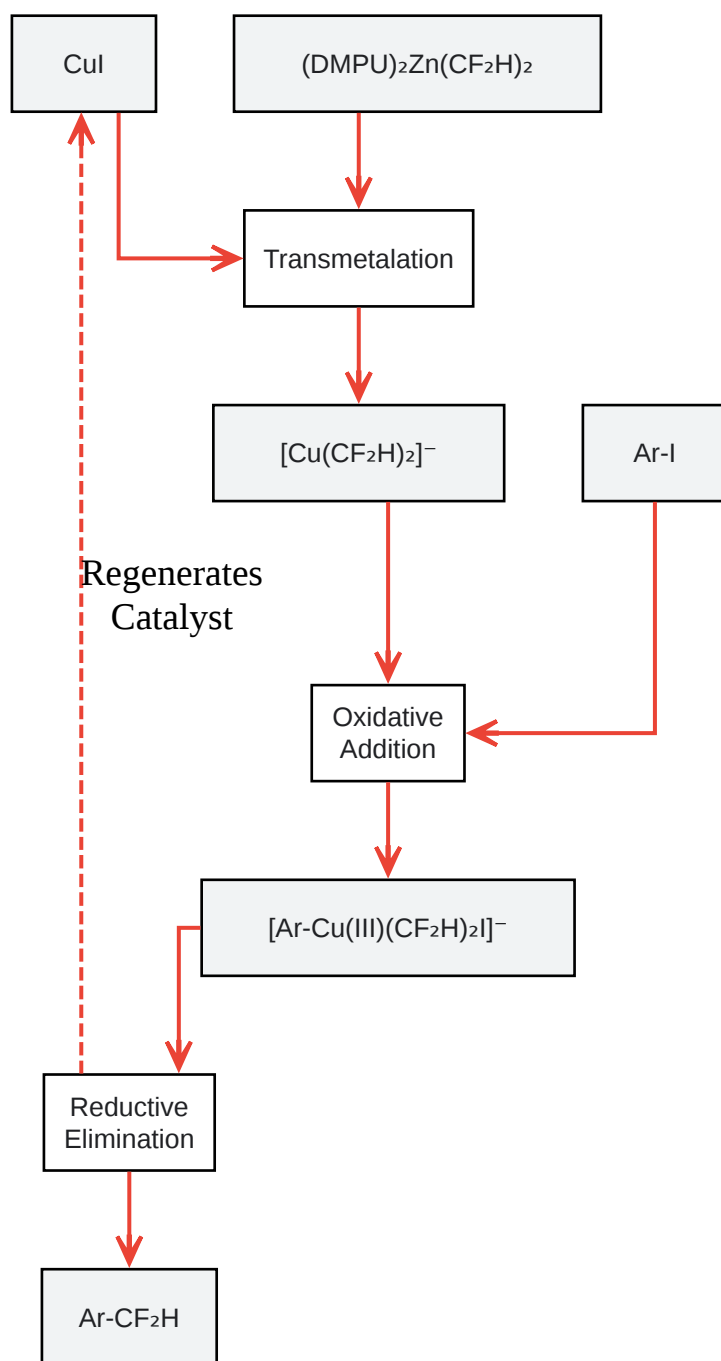 CuI
(DMPU)₂Zn(CF₂H)₂
Transmetalation
[Cu(CF₂H)₂]⁻
Ar-I
Regenerates
Catalyst
Oxidative
Addition
[Ar-Cu(III)(CF₂H)₂I]⁻
Reductive
Elimination
Ar-CF₂H